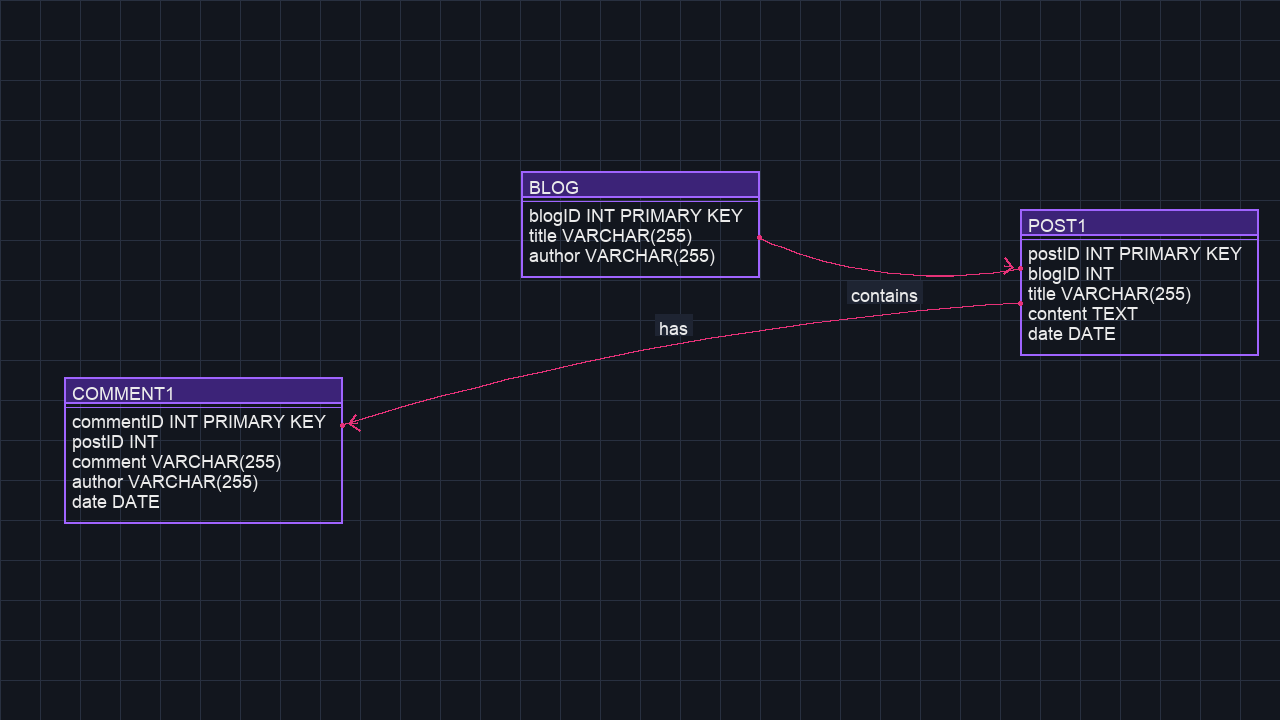 BLOG
blogID INT PRIMARY KEY
title VARCHAR(255)
author VARCHAR(255)
POST1
postID INT PRIMARY KEY
blogID INT
title VARCHAR(255)
content TEXT
date DATE
contains
has
COMMENT1
commentID INT PRIMARY KEY
postID INT
comment VARCHAR(255)
author VARCHAR(255)
date DATE